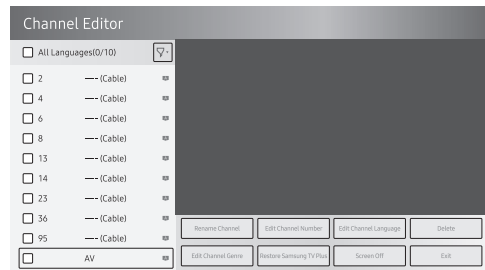 Channel Editor
All Languages(0/10)
2 —-- (Cable)
4 —-- (Cable)
6 —-- (Cable)
8 —-- (Cable)
13 —-- (Cable)
14 —-- (Cable)
23 —-- (Cable)
36 —-- (Cable)
95 —-- (Cable)
AV
Rename Channel Edit Channel Number Edit Channel Language Delete
Edit Channel Genre Restore Samsung TV Plus Screen Off Exit